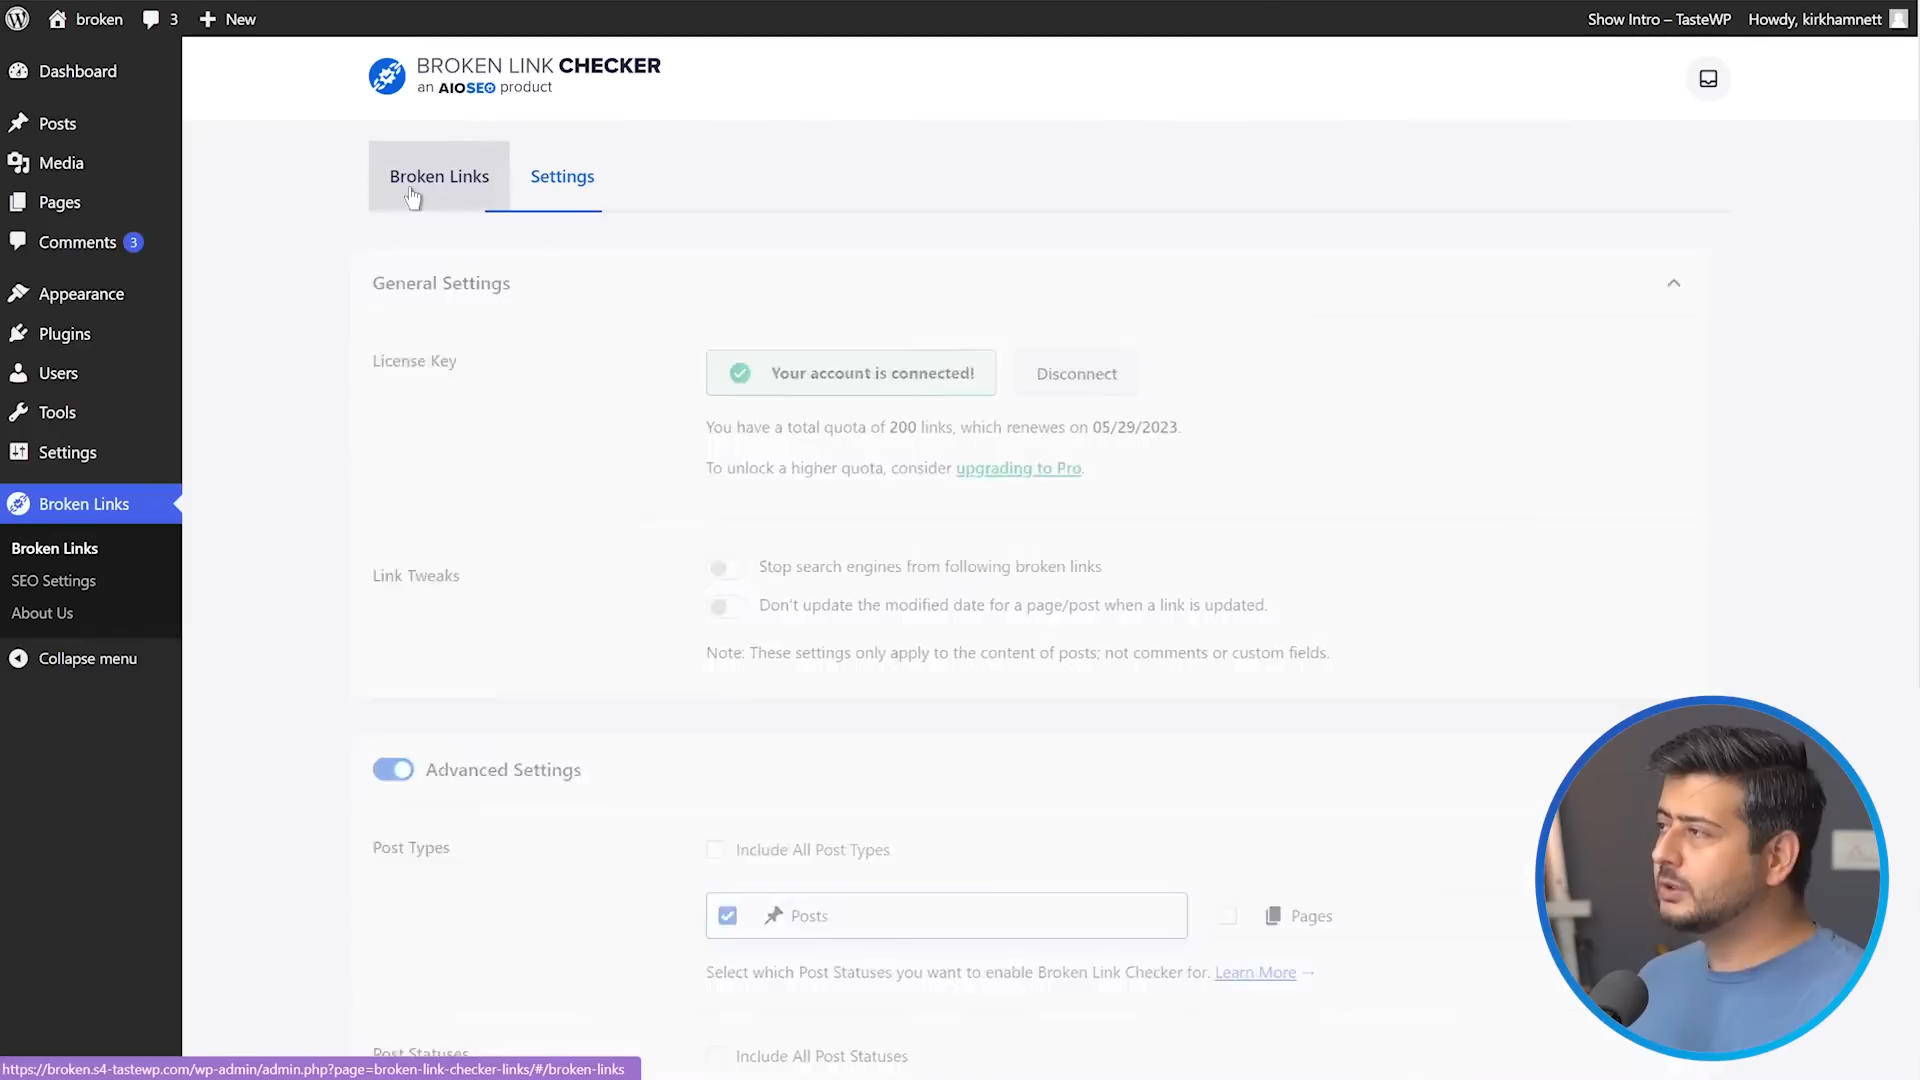 broken
3
New
Show Intro – TasteWP
Howdy, kirkhamnett
Dashboard
Posts
Media
Pages
Comments 3
Appearance
Plugins
Users
Tools
Settings
Broken Links
Broken Links
SEO Settings
About Us
Collapse menu
BROKEN LINK CHECKER
an AIOSEO product
Broken Links
Settings
General Settings
License Key
Your account is connected!
Disconnect
You have a total quota of 200 links, which renews on 05/29/2023.
To unlock a higher quota, consider upgrading to Pro.
Link Tweaks
Stop search engines from following broken links
Don't update the modified date for a page/post when a link is updated.
Note: These settings only apply to the content of posts; not comments or custom fields.
Advanced Settings
Post Types
Include All Post Types
Posts
Pages
Select which Post Statuses you want to enable Broken Link Checker for. Learn More →
Post Statuses
Include All Post Statuses
https://broken.s4-tastewp.com/wp-admin/admin.php?page=broken-link-checker-links/#/broken-links